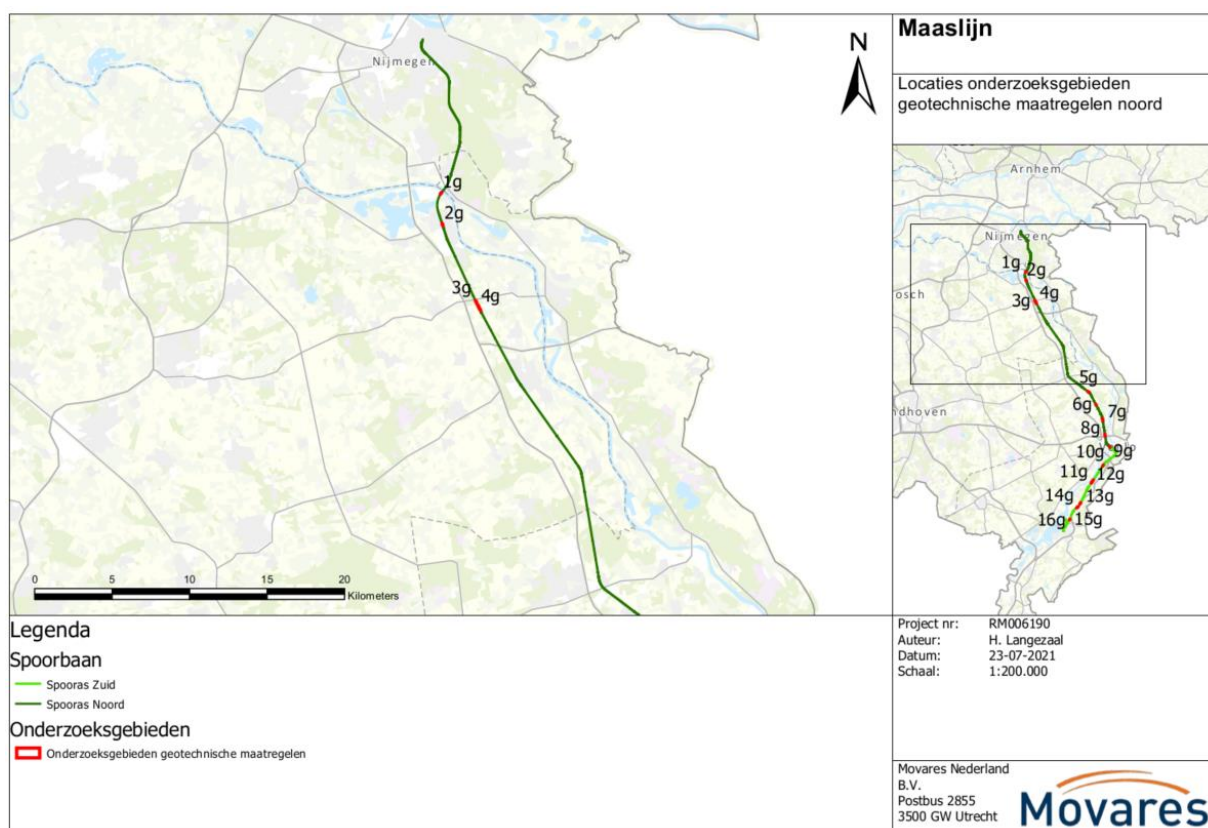 Nijmegen
N
1g
2g
3g
4g
0 5 10 15 20
Kilometers
Maaslijn
Locaties onderzoeksgebieden
geotechnische maatregelen noord
Arnhem
Nijmegen
1g 2g
osch
3g 4g
5g
ndhoven
6g 7g
8g
10g 9g
11g 12g
14g 13g
16g 15g
Legenda
Spoorbaan
Spooras Zuid
Spooras Noord
Onderzoeksgebieden
Onderzoeksgebieden geotechnische maatregelen
Project nr: RM006190
Auteur: H. Langezaal
Datum: 23-07-2021
Schaal: 1:200.000
Movares Nederland
B.V.
Postbus 2855
3500 GW Utrecht
Movares